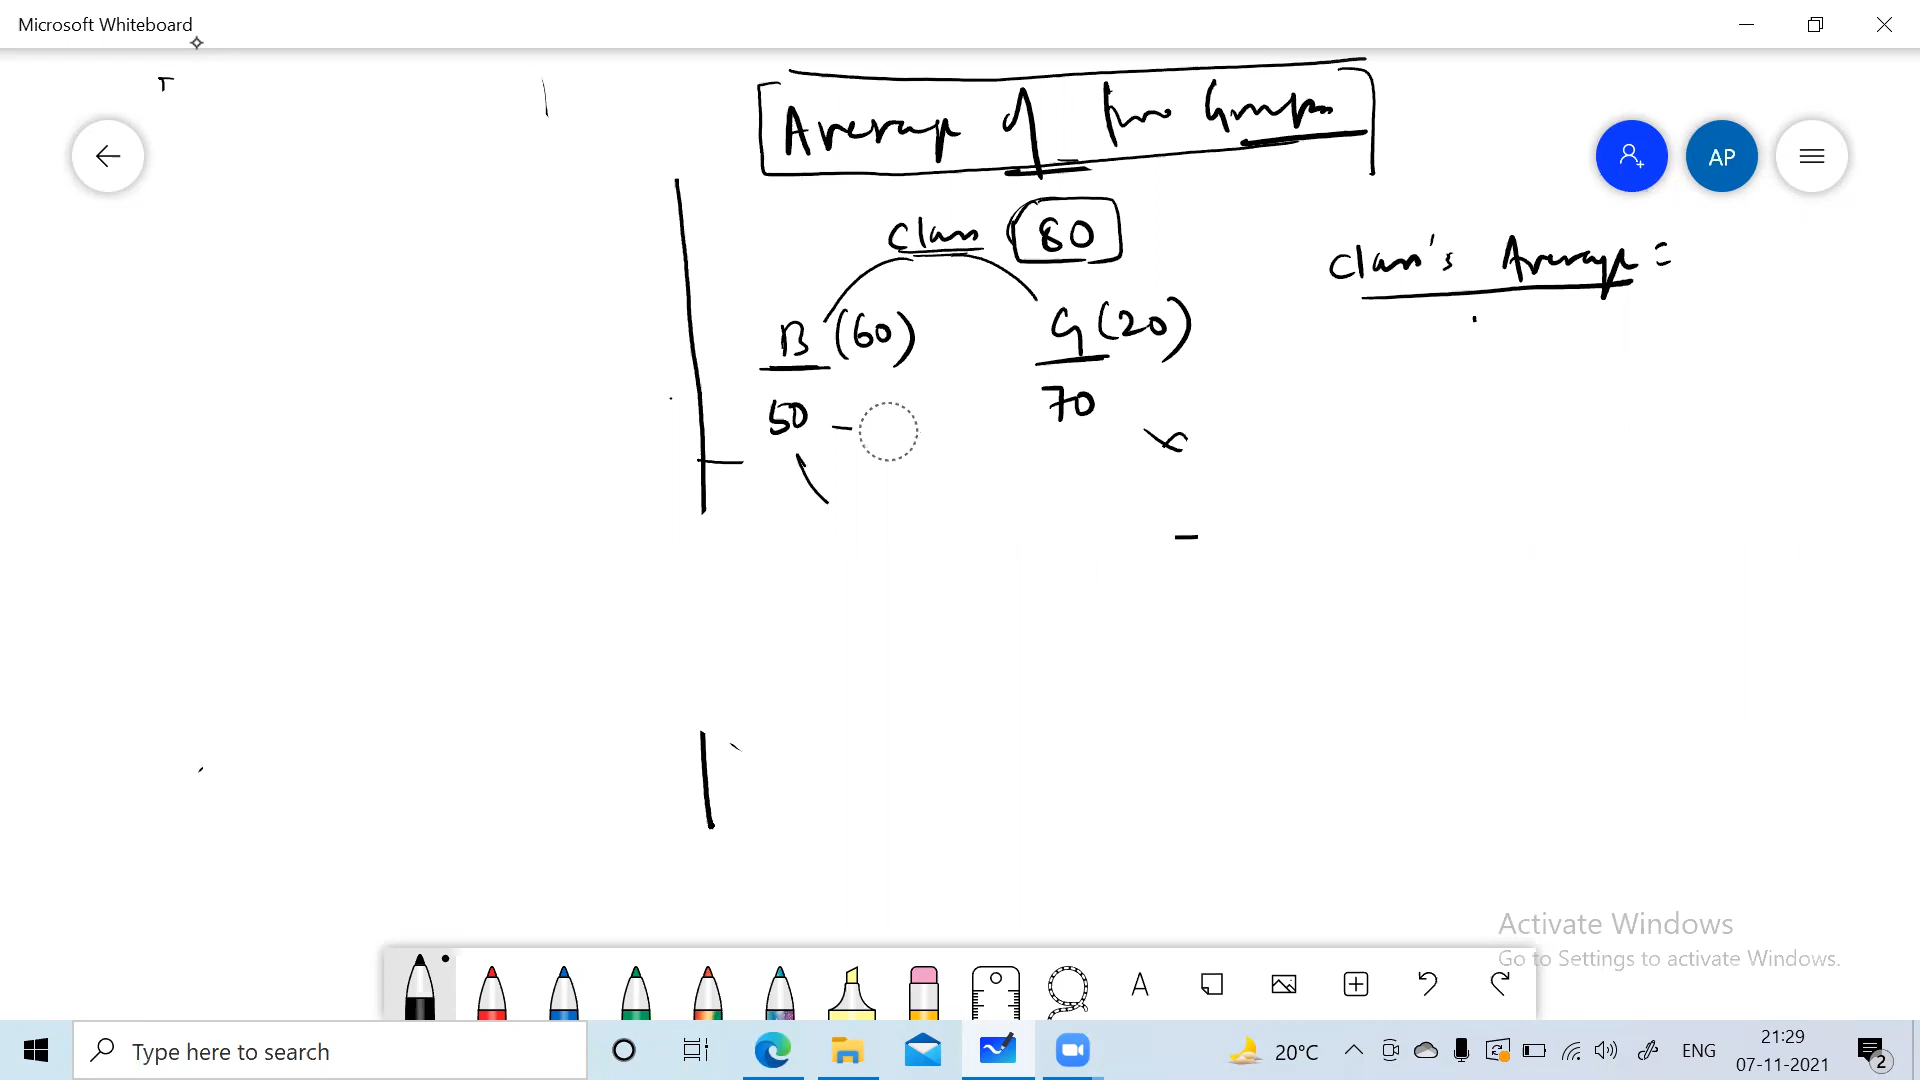 Microsoft Whiteboard
Average of two Groups
Class 80
Class's Average =
B (60) G (20)
50 - 70
AP
Activate Windows
Go to Settings to activate Windows.
A
Type here to search
20°C
ENG
21:29
07-11-2021
2